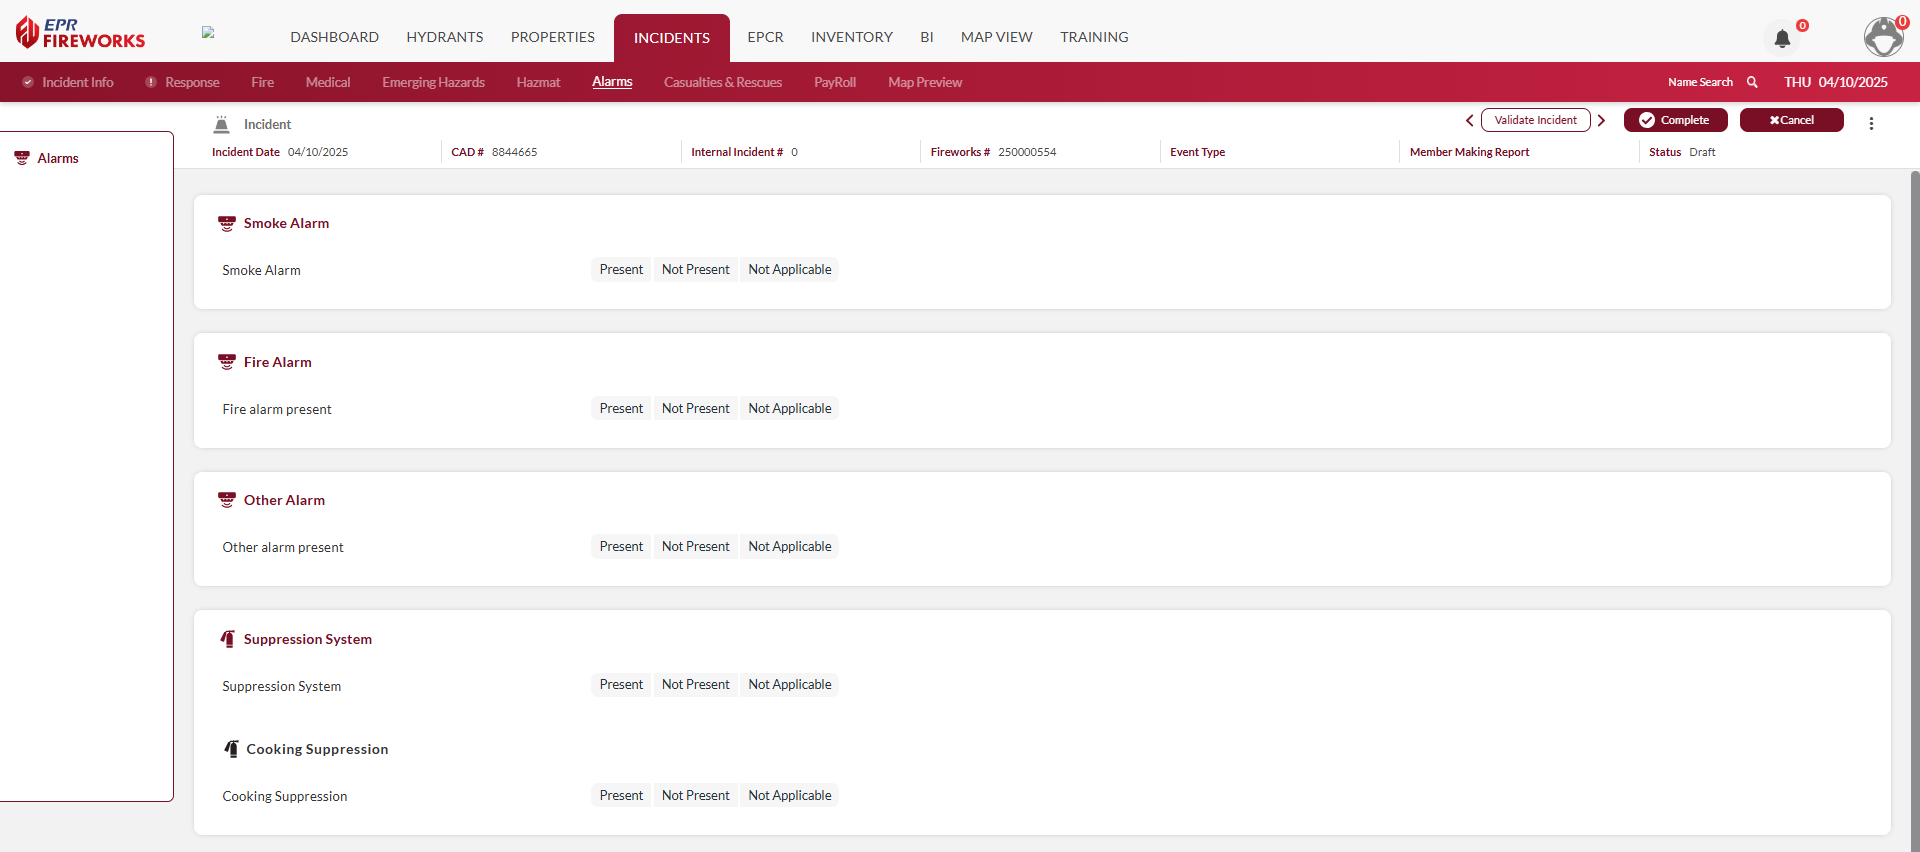 EPR
FIREWORKS
DASHBOARD HYDRANTS PROPERTIES INCIDENTS EPCR INVENTORY BI MAP VIEW TRAINING 0 0
Incident Info Response Fire Medical Emerging Hazards Hazmat Alarms Casualties & Rescues PayRoll Map Preview Name Search THU 04/10/2025
Incident Validate Incident Complete Cancel
Incident Date 04/10/2025 CAD # 8844665 Internal Incident # 0 Fireworks # 250000554 Event Type Member Making Report Status Draft
Alarms
Smoke Alarm
Smoke Alarm Present Not Present Not Applicable
Fire Alarm
Fire alarm present Present Not Present Not Applicable
Other Alarm
Other alarm present Present Not Present Not Applicable
Suppression System
Suppression System Present Not Present Not Applicable
Cooking Suppression
Cooking Suppression Present Not Present Not Applicable